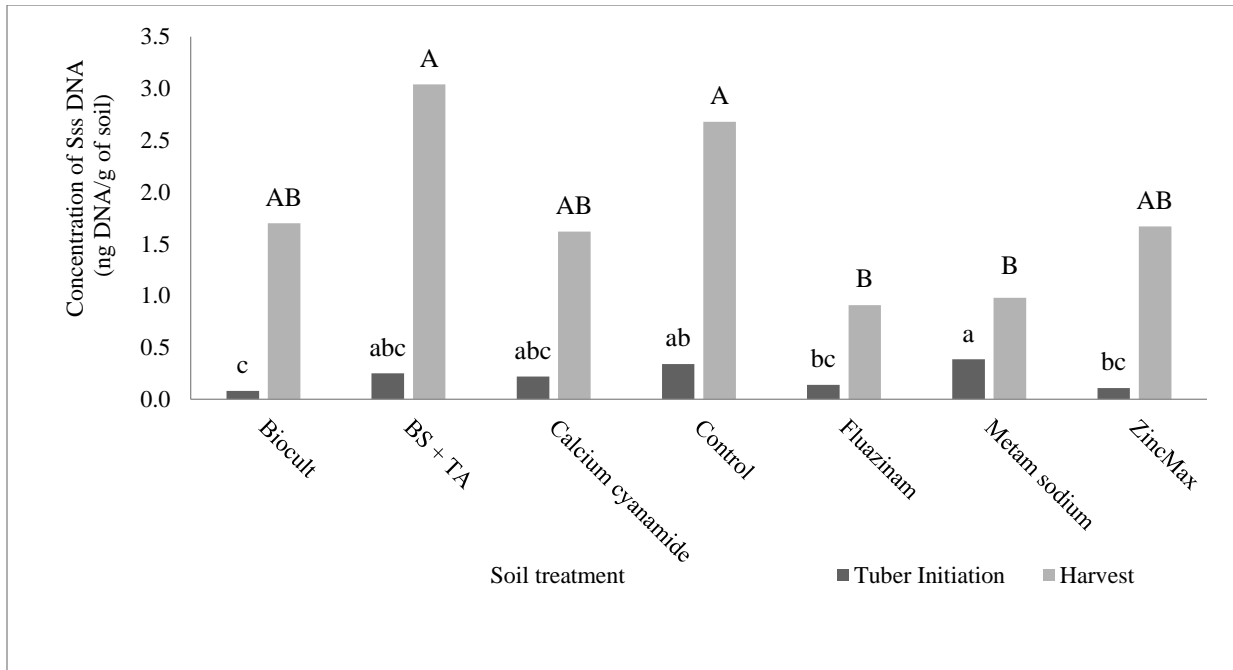 Concentration of Sss DNA
(ng DNA/g of soil)
3.5
3.0
2.5
2.0
1.5
1.0
0.5
0.0
c
AB
abc
A
abc
AB
ab
A
bc
B
a
B
bc
AB
Biocult
BS + TA
Calcium cyanamide
Control
Fluazinam
Metam sodium
ZincMax
Soil treatment
Tuber Initiation
Harvest